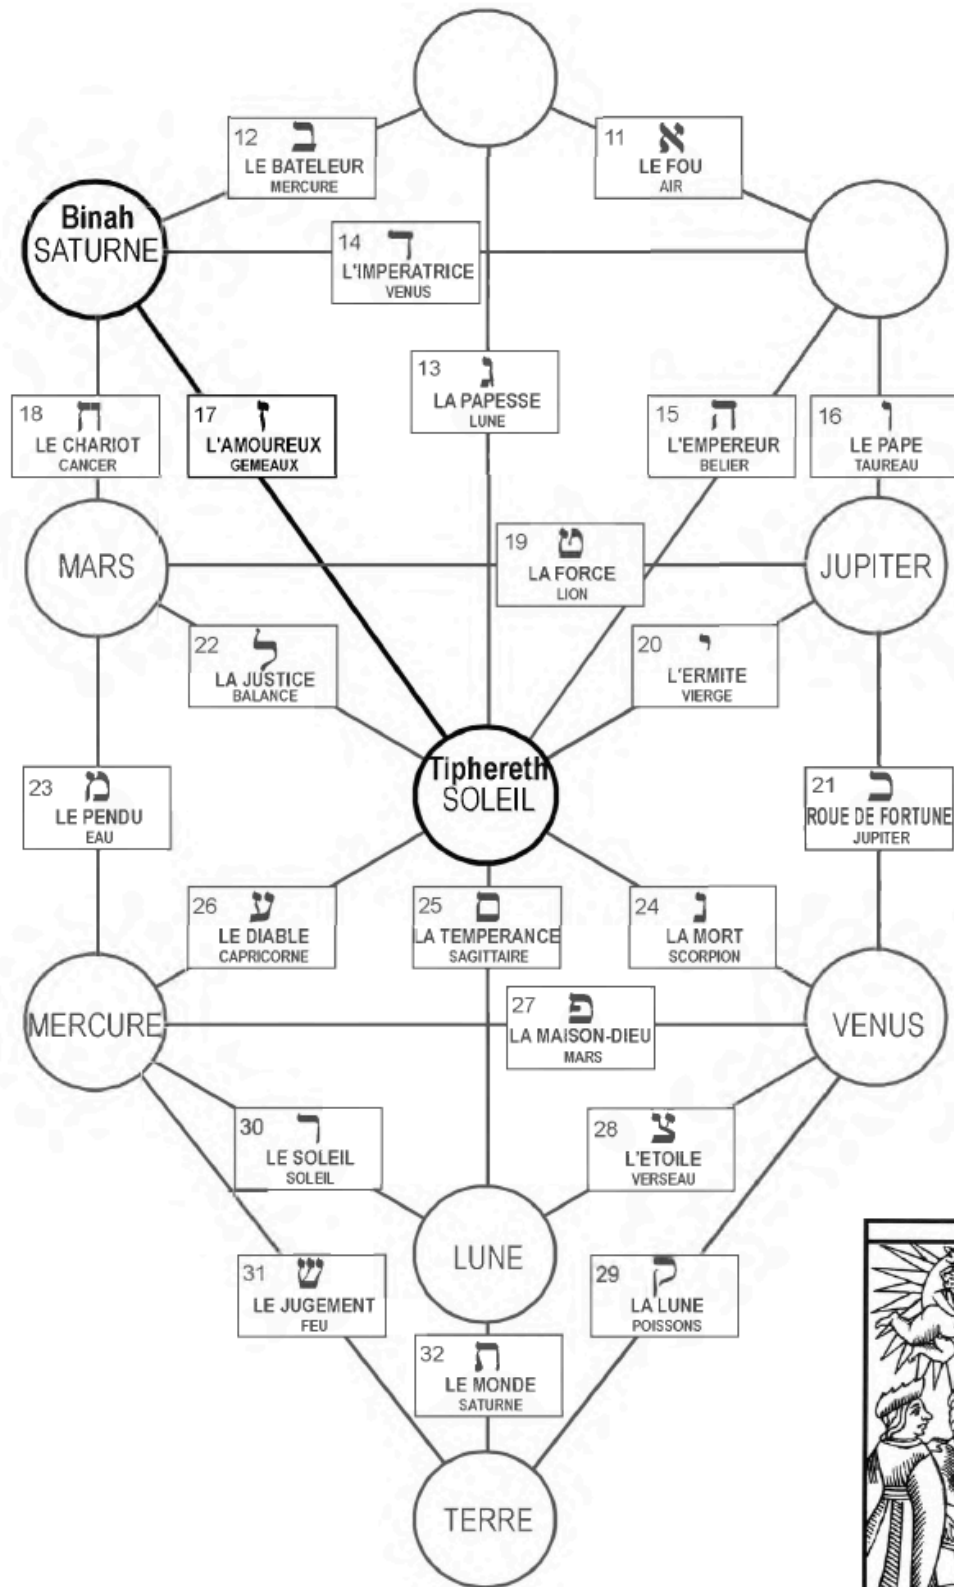 12 ב
LE BATELEUR
MERCURE
11 א
LE FOU
AIR
Binah
SATURNE
14 ד
L'IMPERATRICE
VENUS
13 ג
LA PAPESSE
LUNE
18 ח
LE CHARIOT
CANCER
17 ז
L'AMOUREUX
GEMEAUX
15 ה
L'EMPEREUR
BELIER
16 ו
LE PAPE
TAUREAU
MARS
19 ט
LA FORCE
LION
JUPITER
22 ל
LA JUSTICE
BALANCE
20 י
L'ERMITE
VIERGE
Tiphereth
SOLEIL
23 מ
LE PENDU
EAU
21 כ
ROUE DE FORTUNE
JUPITER
26 ע
LE DIABLE
CAPRICORNE
25 ם
LA TEMPERANCE
SAGITTAIRE
24 נ
LA MORT
SCORPION
MERCURE
27 פ
LA MAISON-DIEU
MARS
VENUS
30 ר
LE SOLEIL
SOLEIL
28 צ
L'ETOILE
VERSEAU
LUNE
31 ש
LE JUGEMENT
FEU
29 ק
LA LUNE
POISSONS
32 ת
LE MONDE
SATURNE
TERRE